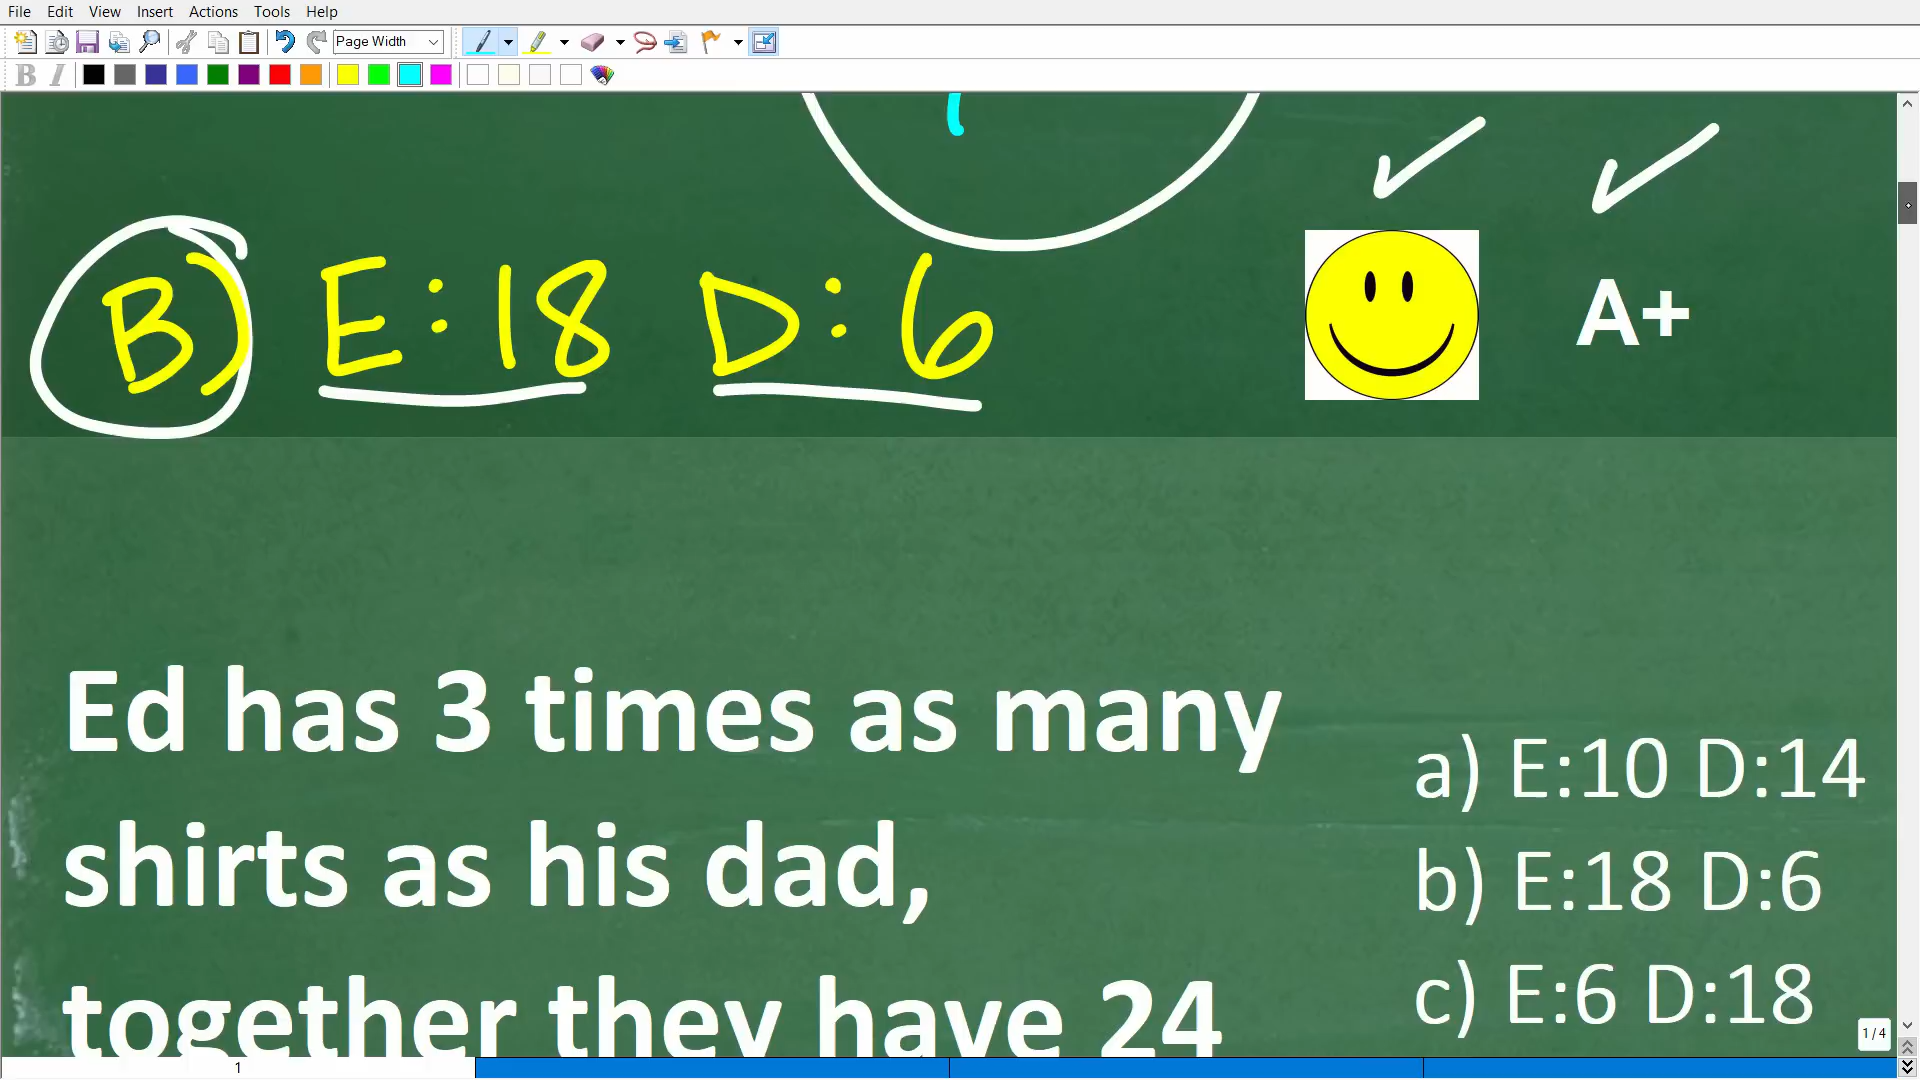 File Edit View Insert Actions Tools Help
Page Width
B I
B) E:18 D:6
A+
Ed has 3 times as many
shirts as his dad,
together they have 24
a) E:10 D:14
b) E:18 D:6
c) E:6 D:18
1 / 4
1